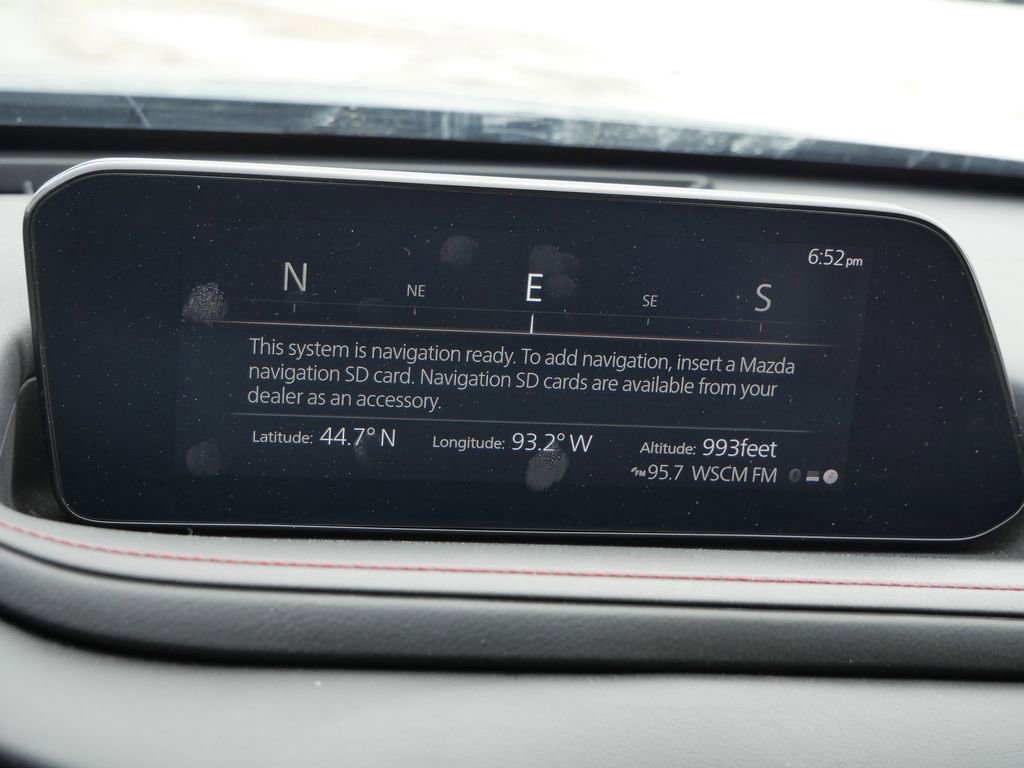 6:52pm
N NE E SE S
This system is navigation ready. To add navigation, insert a Mazda
navigation SD card. Navigation SD cards are available from your
dealer as an accessory.
Latitude: 44.7° N Longitude: 93.2° W Altitude: 993feet
FM 95.7 WSCM FM